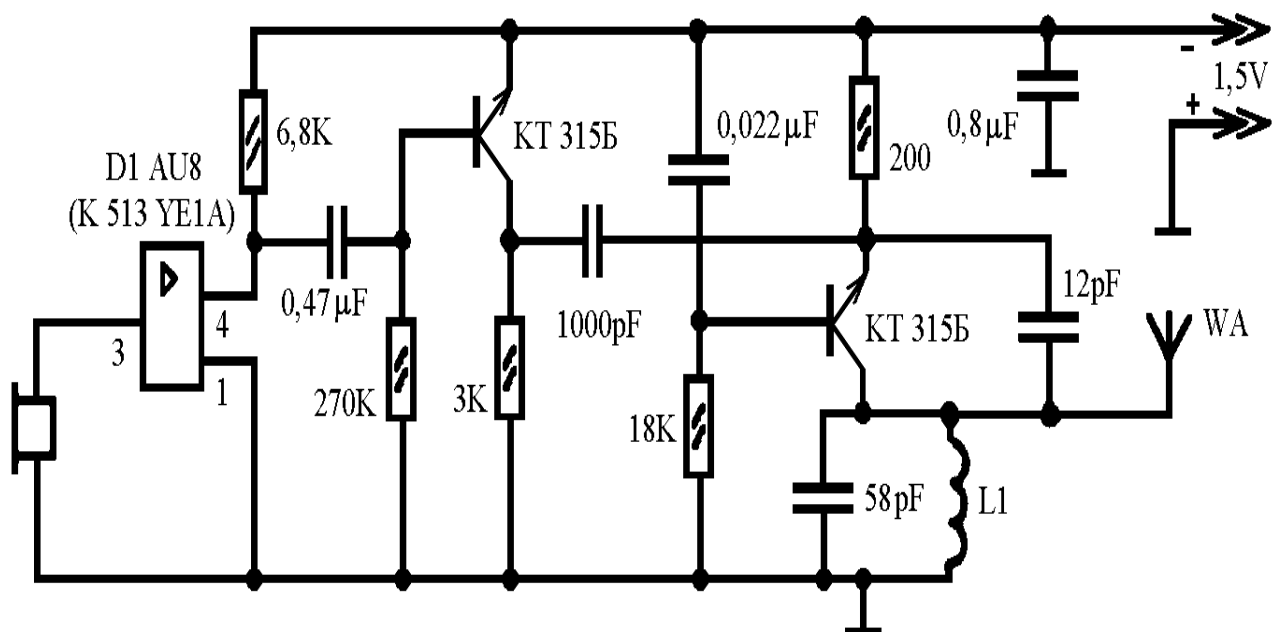 -
1,5V
+
6,8K
KT 315Б
0,022µF
0,8µF
200
D1 AU8
(K 513 YE1A)
0,47µF
1000pF
12pF
3
4
1
270K
3K
18K
KT 315Б
WA
58pF
L1